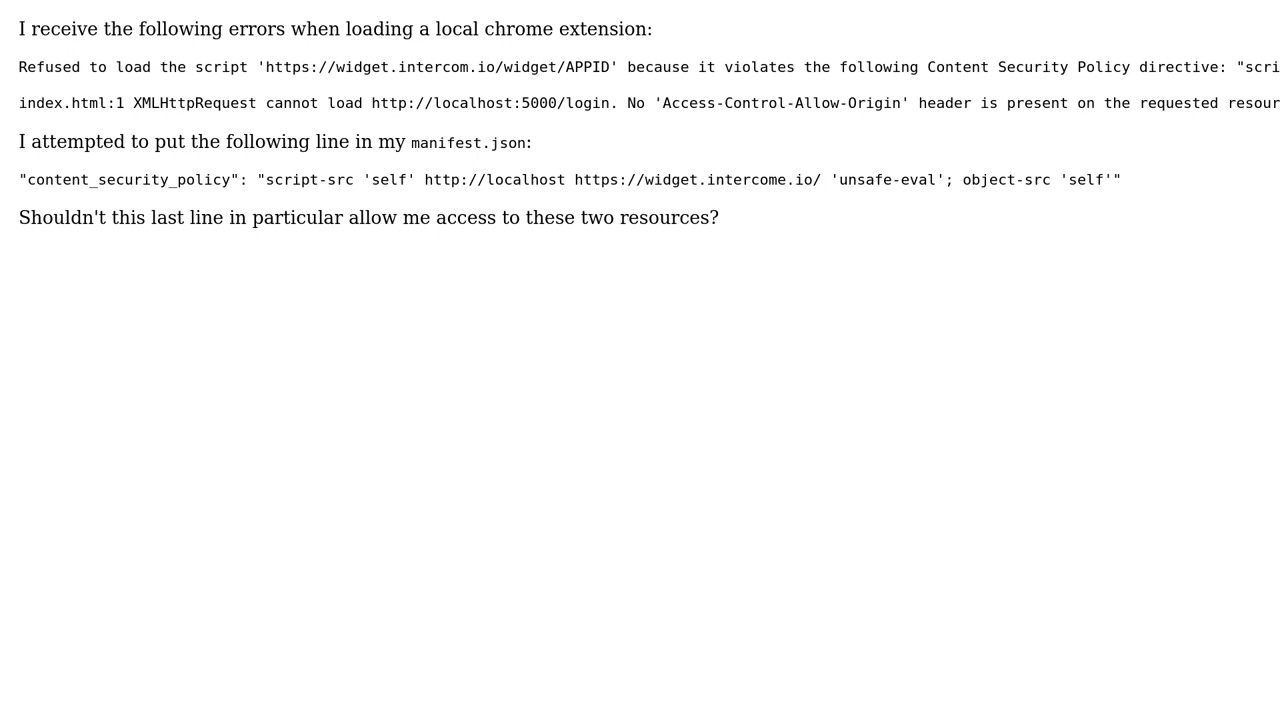 I receive the following errors when loading a local chrome extension:
Refused to load the script 'https://widget.intercom.io/widget/APPID' because it violates the following Content Security Policy directive: "scri
index.html:1 XMLHttpRequest cannot load http://localhost:5000/login. No 'Access-Control-Allow-Origin' header is present on the requested resour
I attempted to put the following line in my manifest.json:
"content_security_policy": "script-src 'self' http://localhost https://widget.intercome.io/ 'unsafe-eval'; object-src 'self'"
Shouldn't this last line in particular allow me access to these two resources?